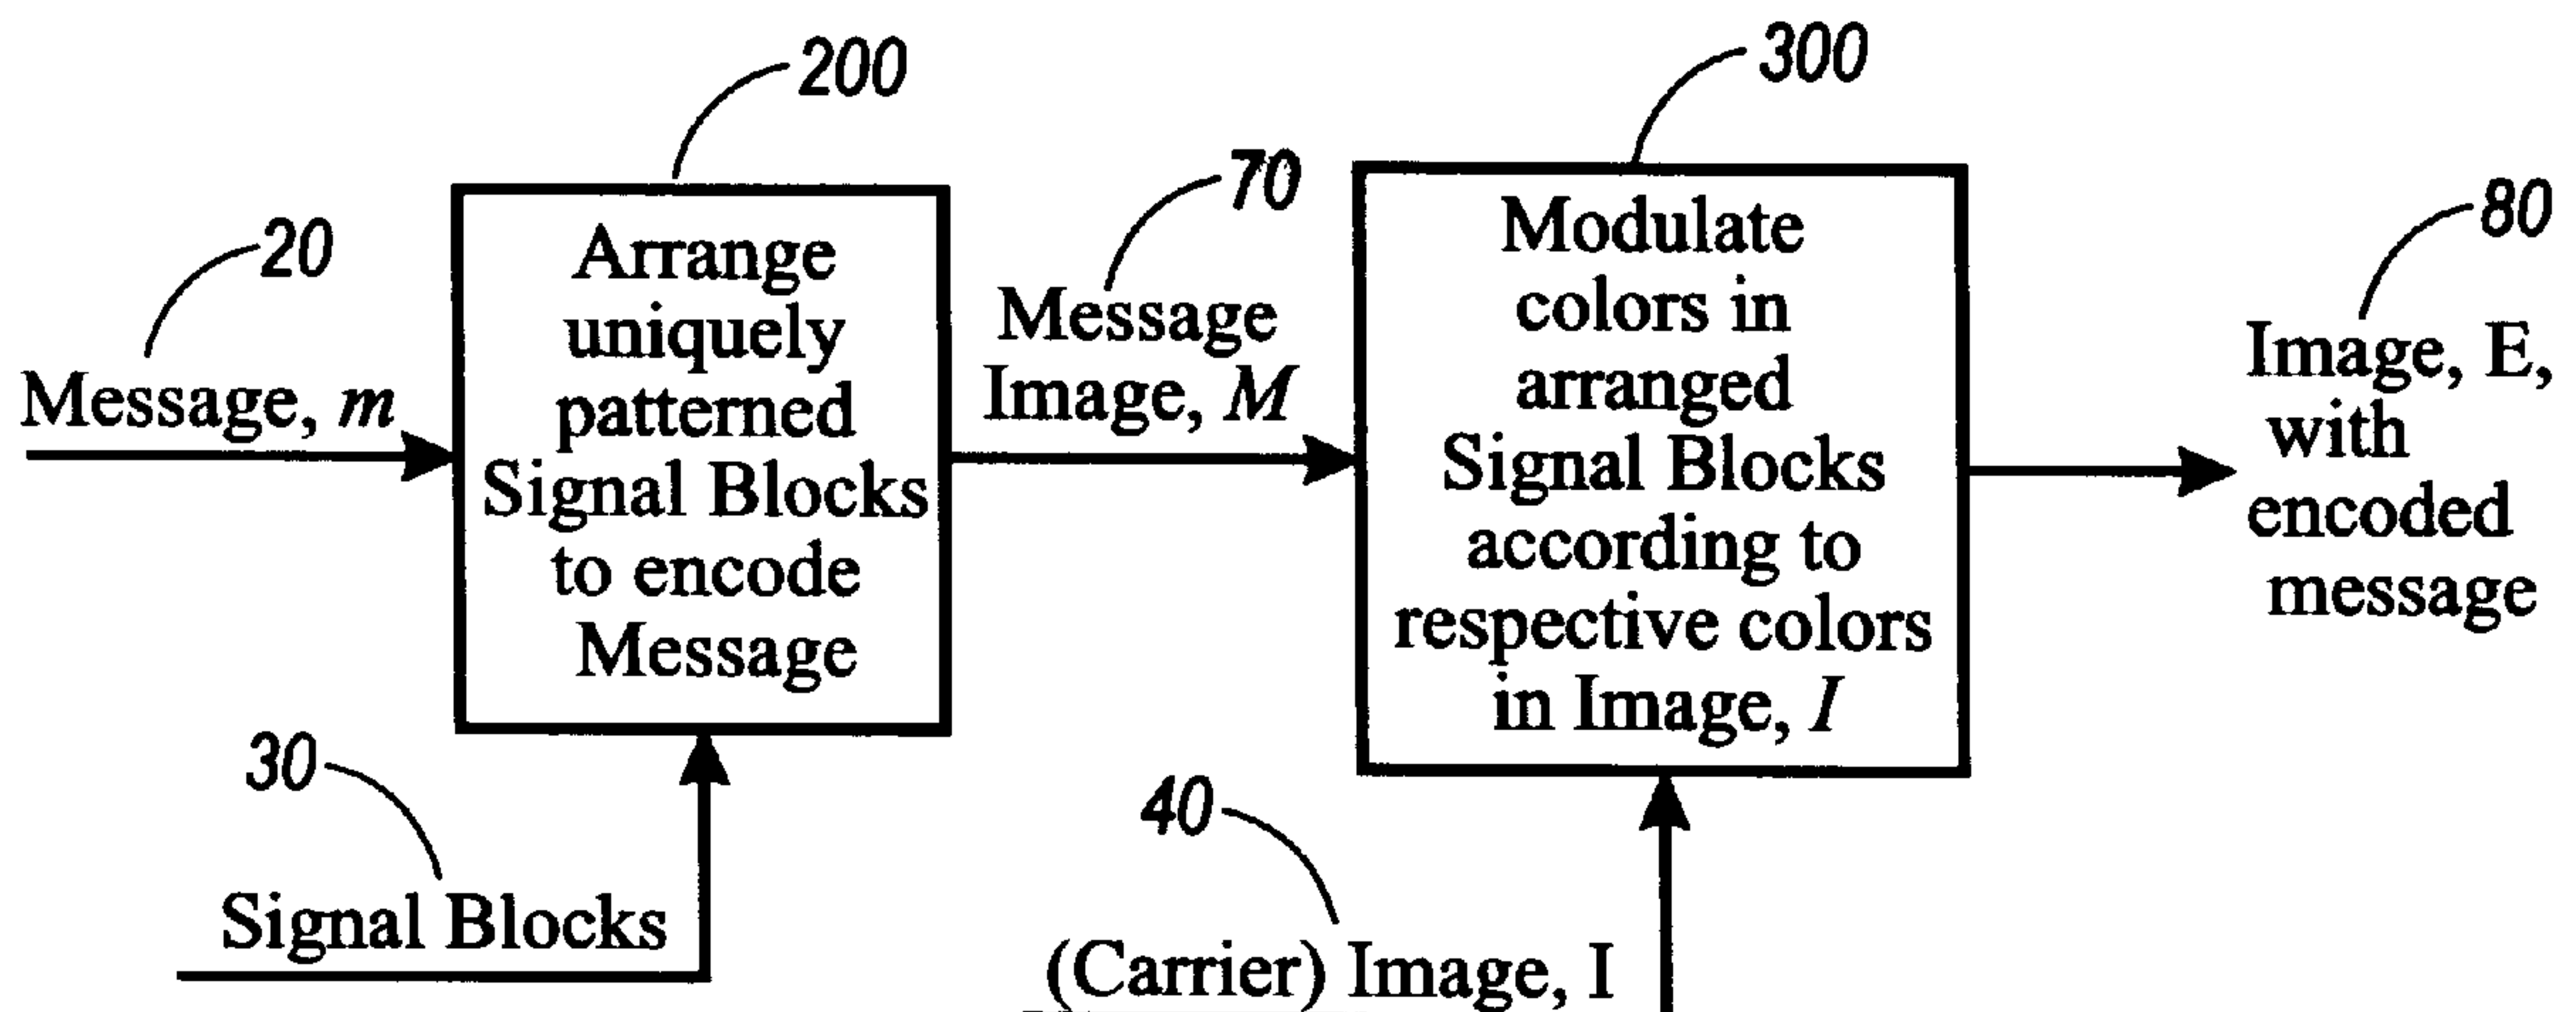 200
300
70
80
20
Message, m
Arrange
uniquely
patterned
Signal Blocks
to encode
Message
Message
Image, M
Modulate
colors in
arranged
Signal Blocks
according to
respective colors
in Image, I
Image, E,
with
encoded
message
30
Signal Blocks
40
(Carrier) Image, I